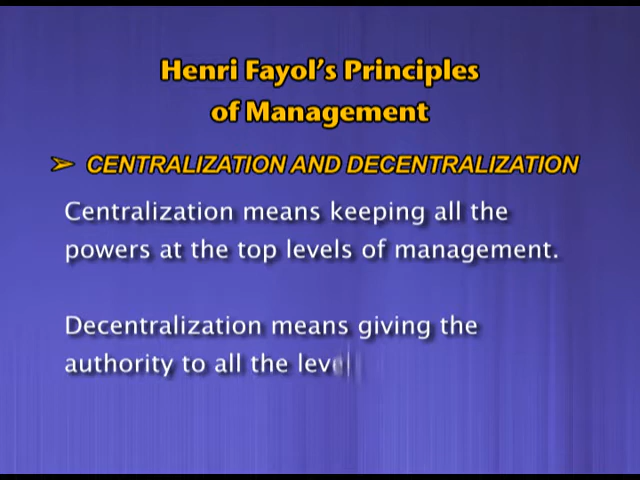 Henri Fayol's Principles
of Management
➢ CENTRALIZATION AND DECENTRALIZATION
Centralization means keeping all the
powers at the top levels of management.
Decentralization means giving the
authority to all the